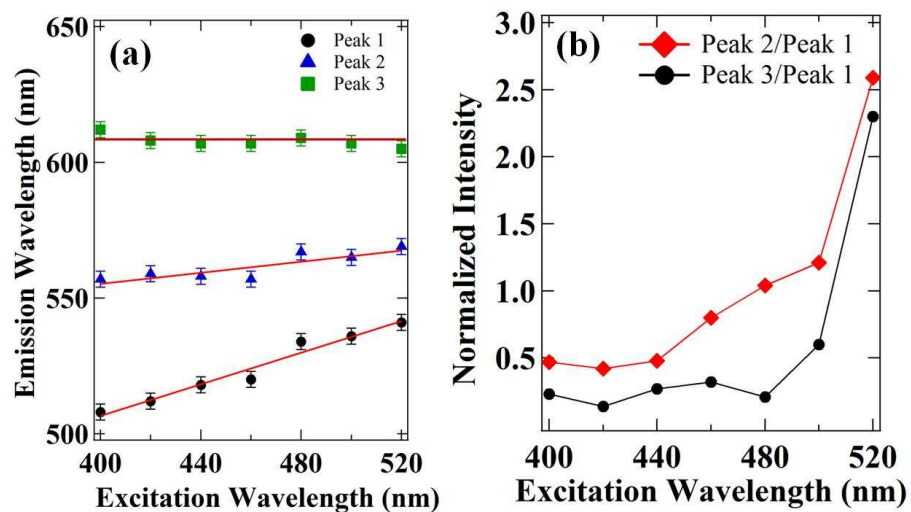 (a)
Peak 1
Peak 2
Peak 3
650
600
550
500
Emission Wavelength (nm)
400
440
480
520
Excitation Wavelength (nm)
(b)
Peak 2/Peak 1
Peak 3/Peak 1
3.0
2.5
2.0
1.5
1.0
0.5
Normalized Intensity
400
440
480
520
Excitation Wavelength (nm)